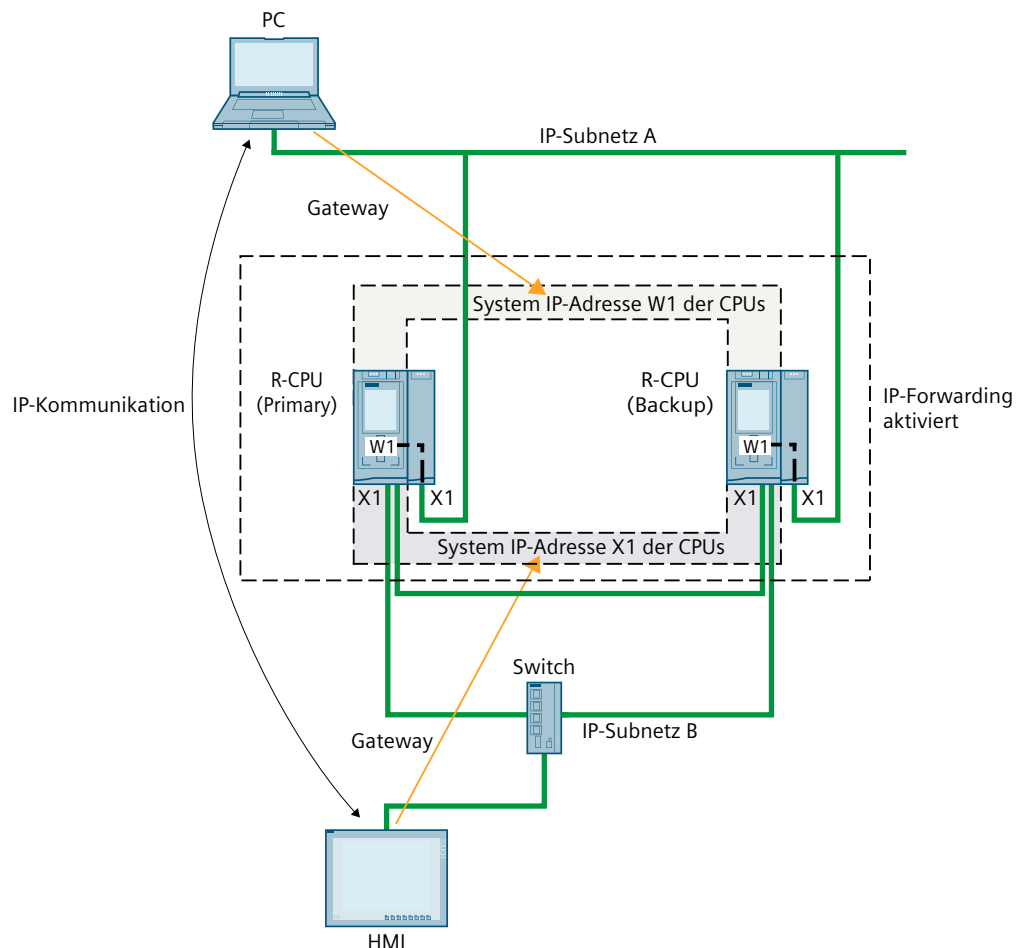 PC
IP-Subnetz A
Gateway
System IP-Adresse W1 der CPUs
R-CPU
(Primary)
R-CPU
(Backup)
IP-Kommunikation
IP-Forwarding
aktiviert
W1
W1
X1
X1
X1
X1
System IP-Adresse X1 der CPUs
Switch
IP-Subnetz B
Gateway
HMI